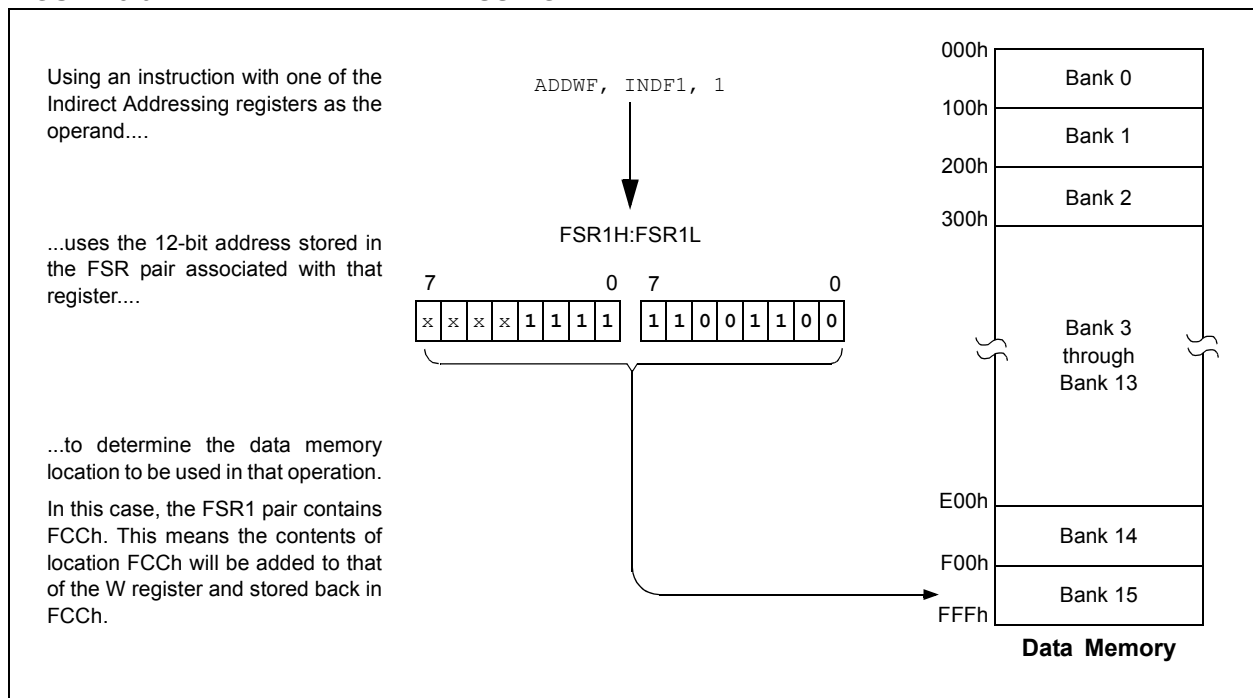 Using an instruction with one of the
Indirect Addressing registers as the
operand....
ADDWF, INDF1, 1
...uses the 12-bit address stored in
the FSR pair associated with that
register....
FSR1H:FSR1L
7 0 7 0
x x x x 1 1 1 1 1 1 0 0 1 1 0 0
...to determine the data memory
location to be used in that operation.
In this case, the FSR1 pair contains
FCCh. This means the contents of
location FCCh will be added to that
of the W register and stored back in
FCCh.
000h
Bank 0
100h
Bank 1
200h
Bank 2
300h
Bank 3
through
Bank 13
E00h
Bank 14
F00h
Bank 15
FFFh
Data Memory